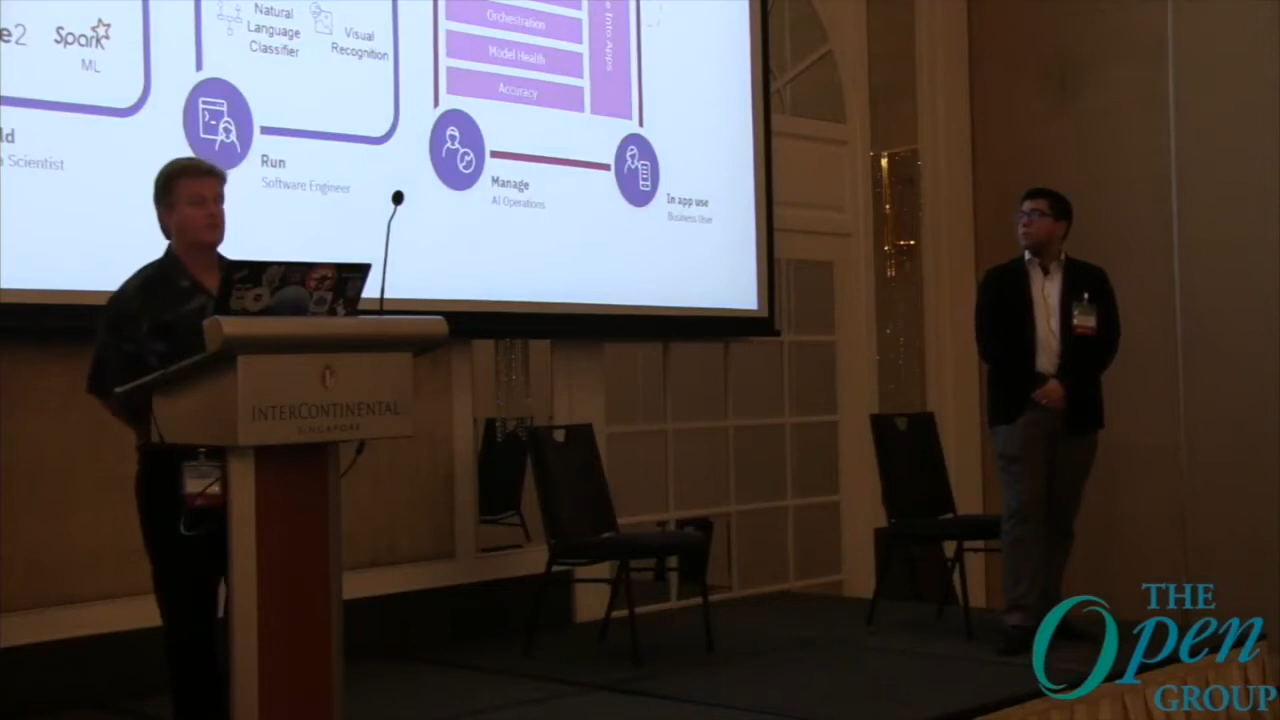 e2
Spark
ML
Natural
Language
Classifier
Visual
Recognition
Orchestration
Model Health
Accuracy
e Into Apps
ld
Scientist
Run
Software Engineer
Manage
AI Operations
In app use
Business User
INTERCONTINENTAL
SINGAPORE
THE
Open
GROUP